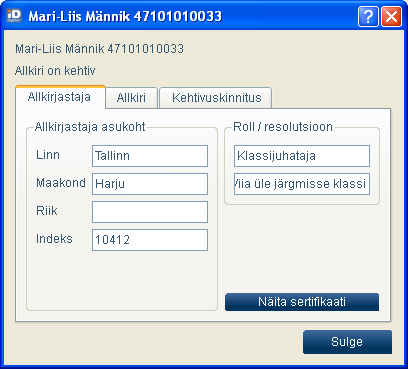 iD Mari-Liis Männik 47101010033
Mari-Liis Männik 47101010033
Allkiri on kehtiv
Allkirjastaja Allkiri Kehtivuskinnitus
Allkirjastaja asukoht
Linn Tallinn
Maakond Harju
Riik
Indeks 10412
Roll / resolutsioon
Klassijuhataja
Viia üle järgmisse klassi
Näita sertifikaati
Sulge